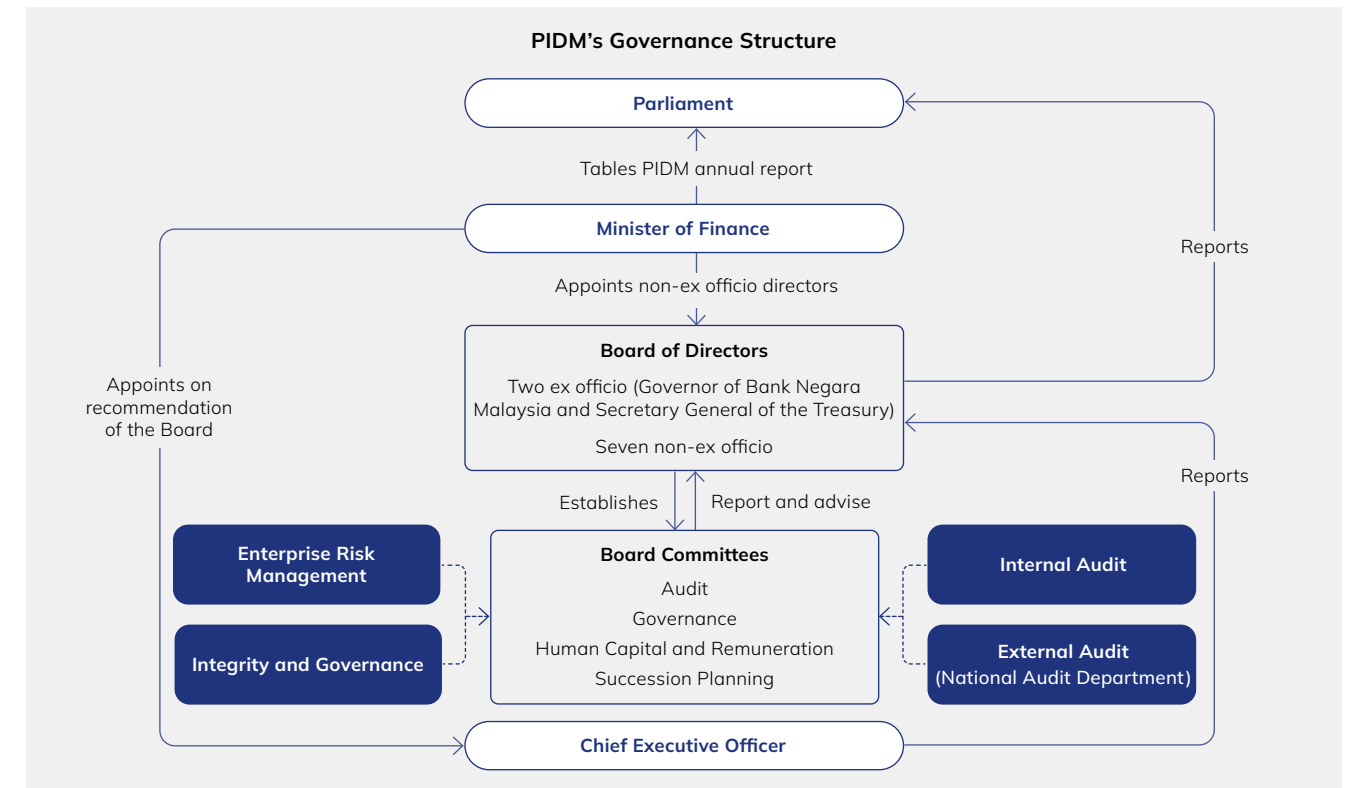 PIDM’s Governance Structure
Parliament
Tables PIDM annual report
Minister of Finance
Reports
Appoints non-ex officio directors
Board of Directors
Two ex officio (Governor of Bank Negara
Malaysia and Secretary General of the Treasury)
Seven non-ex officio
Appoints on
recommendation
of the Board
Reports
Establishes
Report and advise
Enterprise Risk
Management
Integrity and Governance
Board Committees
Audit
Governance
Human Capital and Remuneration
Succession Planning
Internal Audit
External Audit
(National Audit Department)
Chief Executive Officer